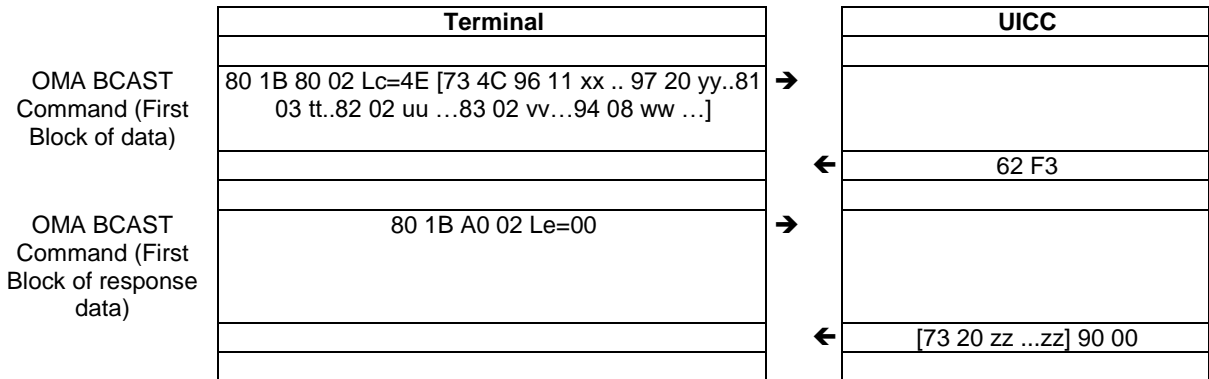 Terminal UICC
OMA BCAST
Command (First
Block of data)
80 1B 80 02 Lc=4E [73 4C 96 11 xx .. 97 20 yy..81
03 tt..82 02 uu …83 02 vv…94 08 ww …]
➔
🡸 62 F3
OMA BCAST
Command (First
Block of response
data)
80 1B A0 02 Le=00 ➔
🡸 [73 20 zz ...zz] 90 00